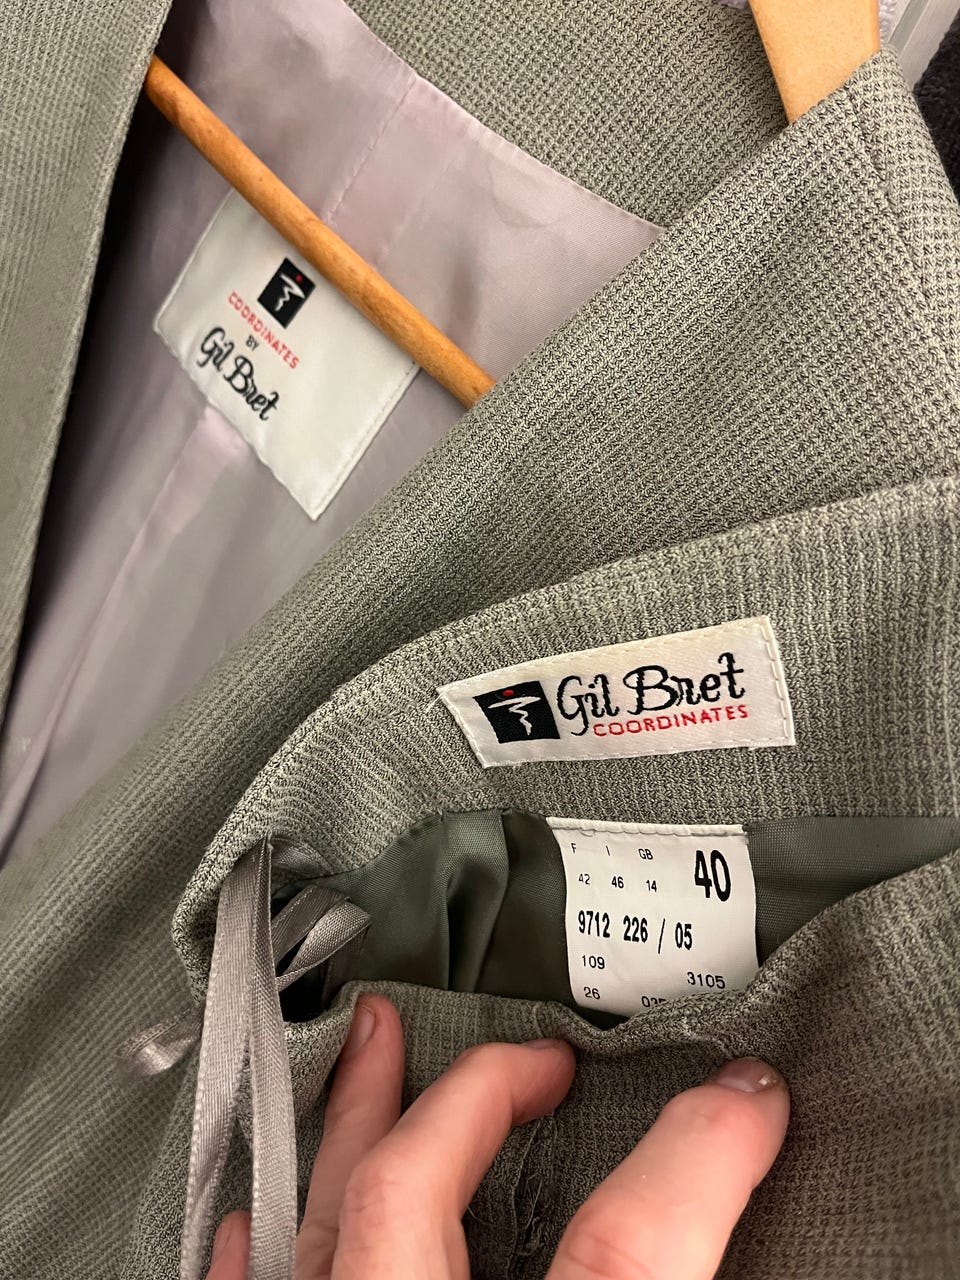 COORDINATES
BY
Gil Bret
Gil Bret
COORDINATES
F I GB
40
42 46 14
9712 226 / 05
109
3105
26